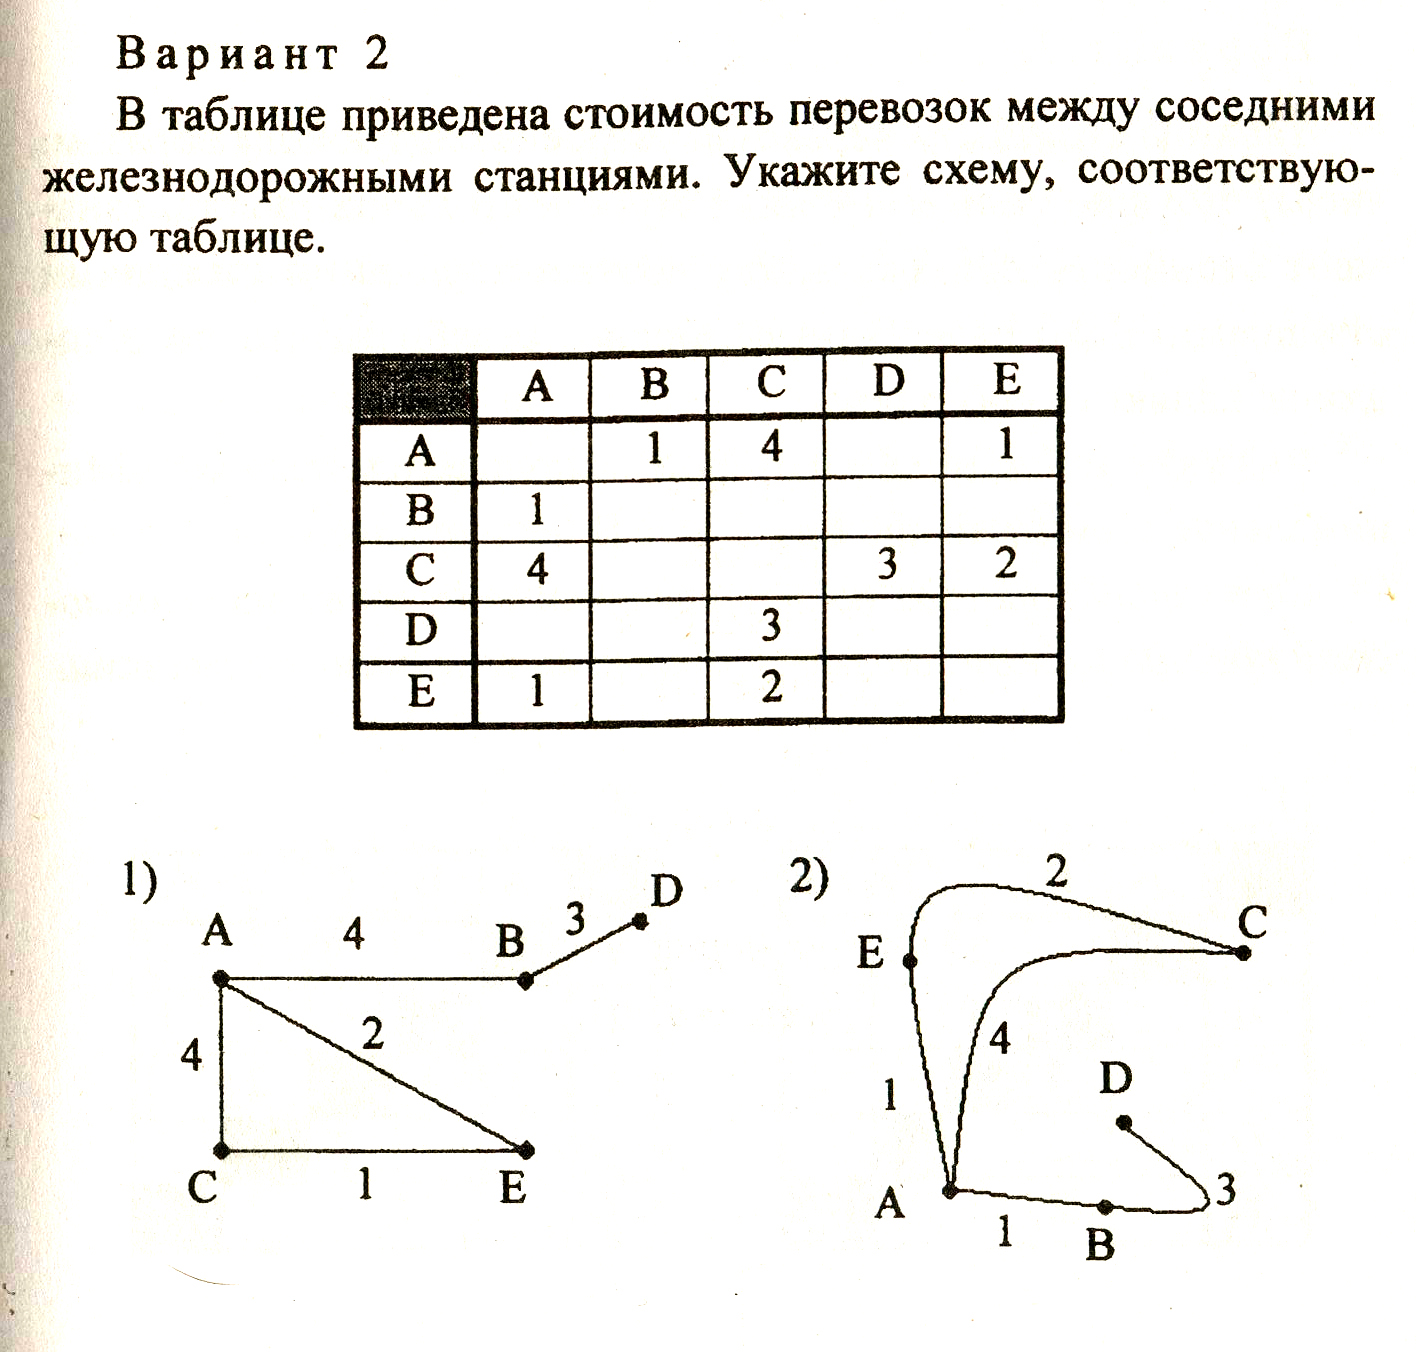 Вариант 2
В таблице приведена стоимость перевозок между соседними
железнодорожными станциями. Укажите схему, соответствую-
щую таблице.
A B C D E
A 1 4 1
B 1
C 4 3 2
D 3
E 1 2
1)
A 4 B 3 D
4 2
C 1 E
2)
2
E C
4
1 D
A 3
1 B